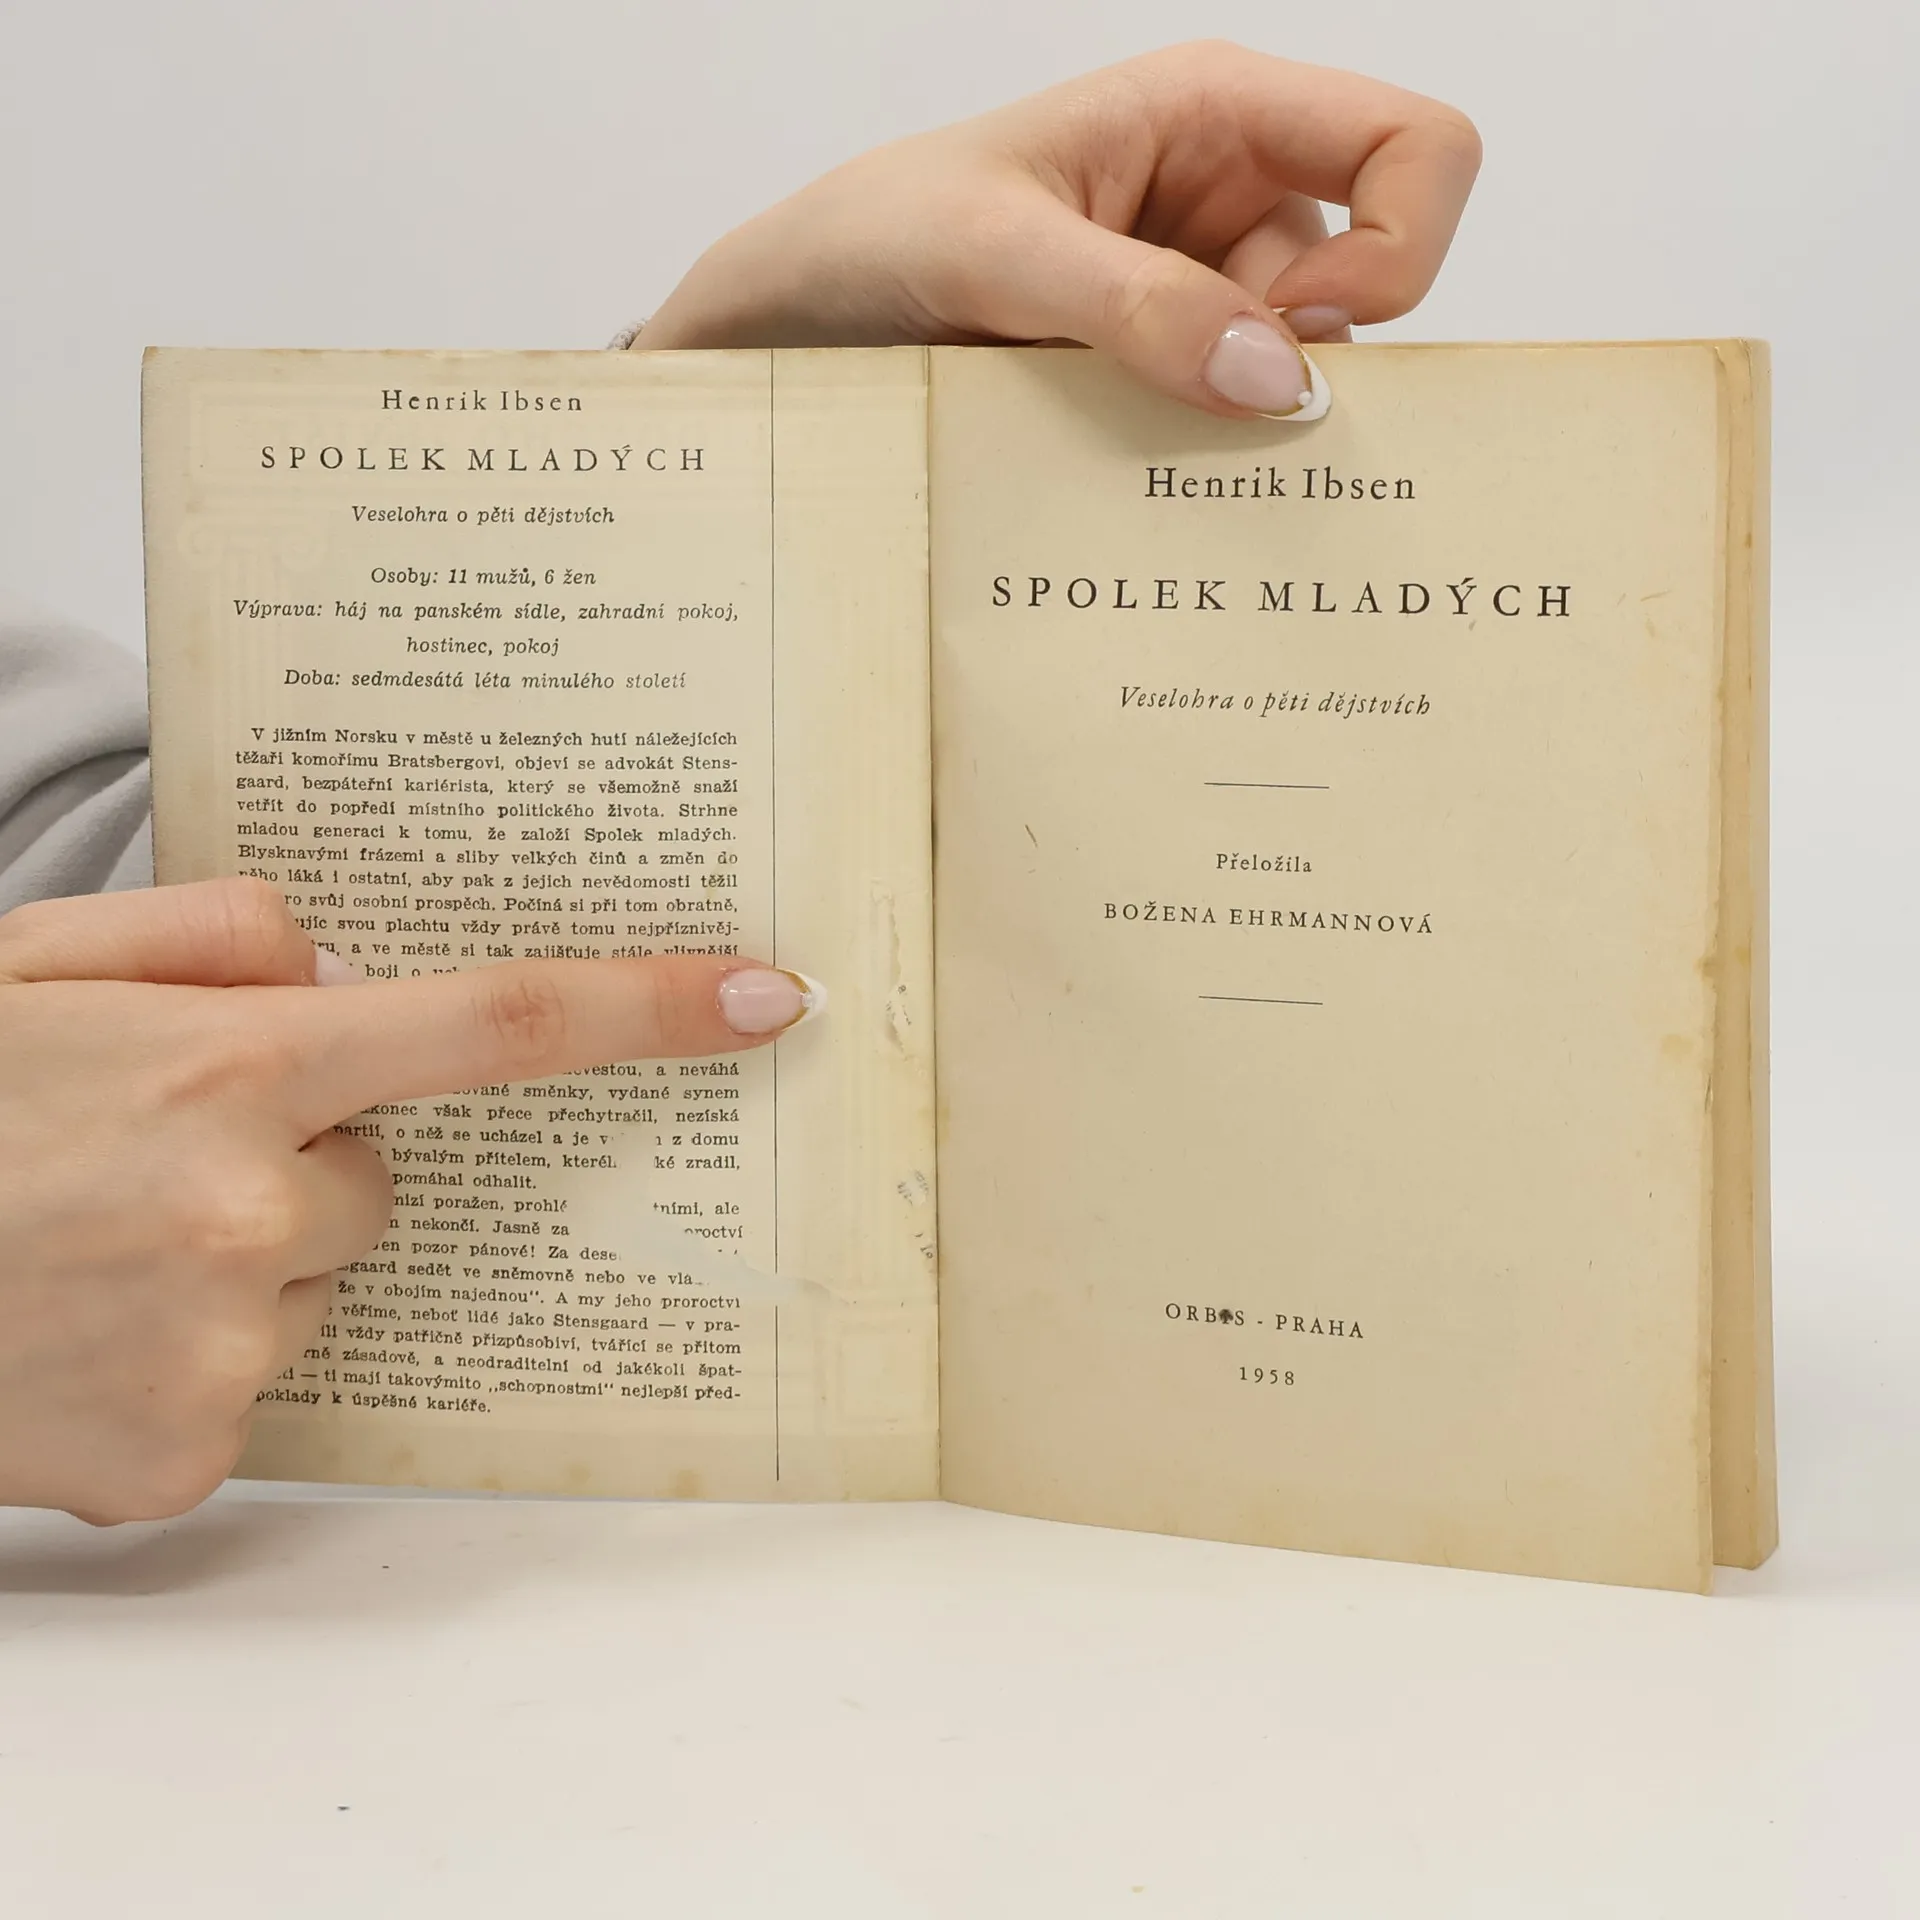 Henrik Ibsen
SPOLEK MLADÝCH
Veselohra o pěti dějstvích
Osoby: 11 mužů, 6 žen
Výprava: háj na panském sídle, zahradní pokoj,
hostinec, pokoj
Doba: sedmdesátá léta minulého století
V jižním Norsku v městě u železných hutí náležejících
těžaři komořímu Bratsbergovi, objeví se advokát Stens-
gaard, bezpáteřní kariérista, který se všemožně snaží
vetřít do popředí místního politického života. Strhne
mladou generaci k tomu, že založí Spolek mladých.
Blysknavými frázemi a sliby velkých činů a změn do
něho láká i ostatní, aby pak z jejich nevědomosti těžil
svůj osobní prospěch. Počíná si při tom obratně,
svou plachtu vždy právě tomu nejpříznivěj-
a ve městě si tak zajišťuje stále vlivnější
boji o
a neváhá
směnky, vydané synem
však přece přechytračil, nezíská
partii, o něž se ucházel a je z domu
bývalým přítelem, zradil,
pomáhal odhalit.
poražen, ale
nekončí. Jasně za
pozor pánové! Za
sedět ve sněmovně nebo ve
že v obojím najednou“. A my jeho proroctví
věříme, neboť lidé jako Stensgaard — v pra-
vždy patřičně přizpůsobiví, tvářící se přitom
zásadově, a neodraditelní od jakékoli špat-
— ti mají takovýmito „schopnostmi“ nejlepší před-
poklady k úspěšné kariéře.
Henrik Ibsen
SPOLEK MLADÝCH
Veselohra o pěti dějstvích
Přeložila
BOŽENA EHRMANNOVÁ
ORBIS - PRAHA
1958